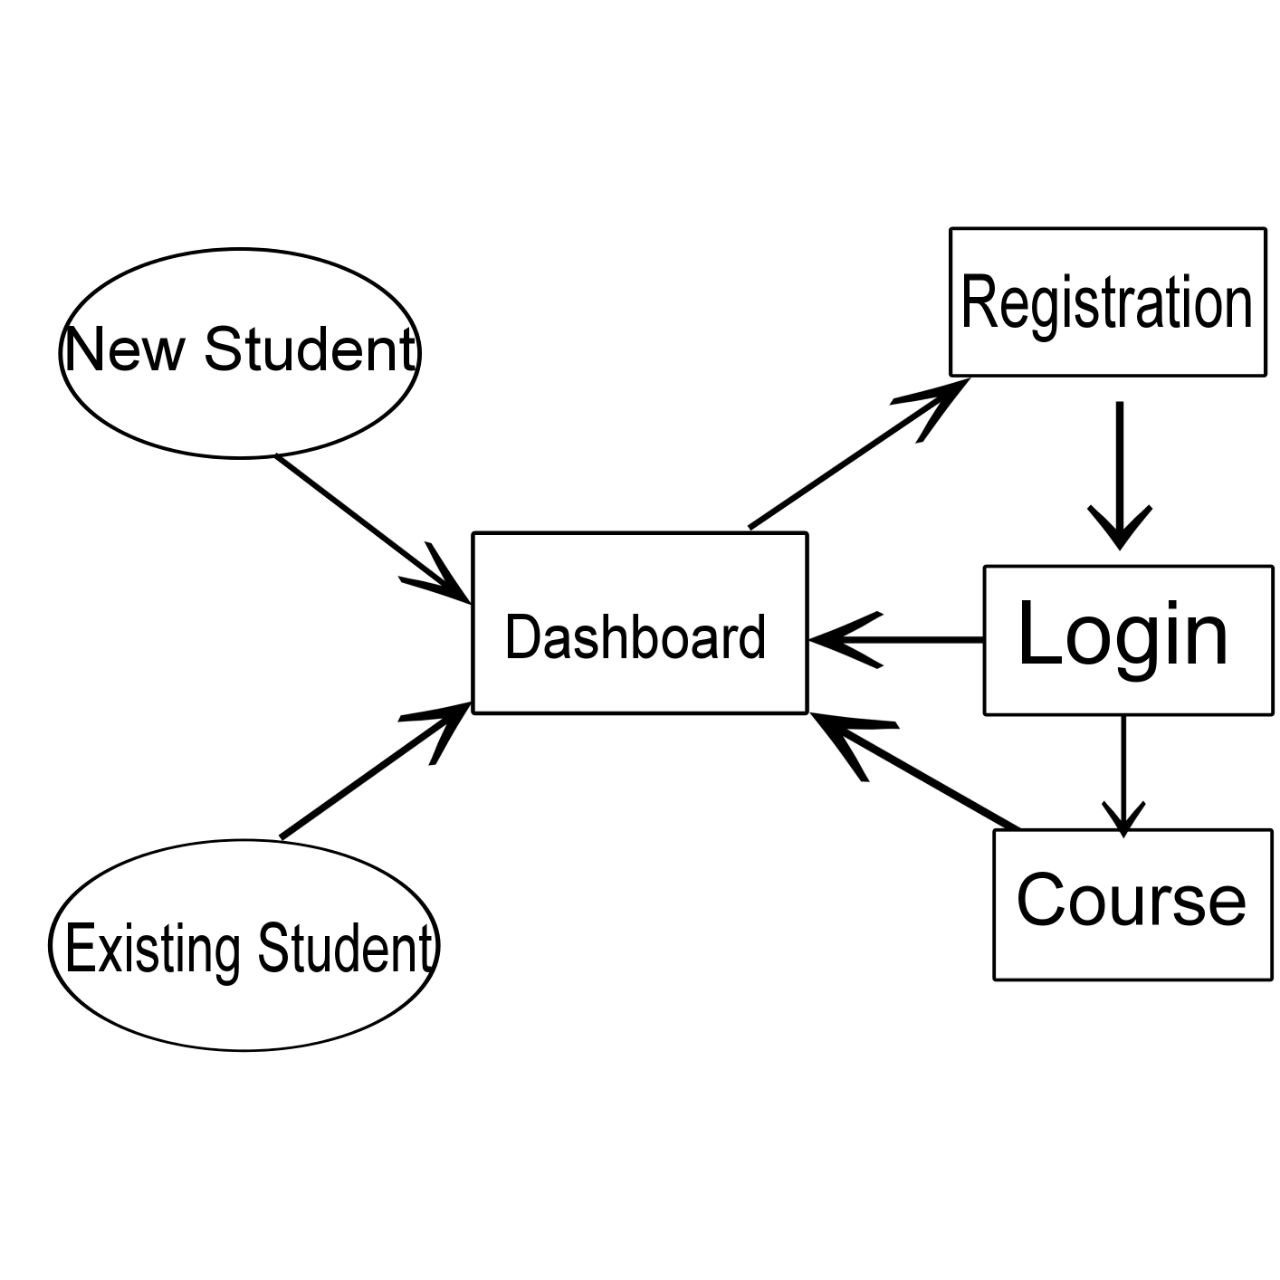 New Student
Registration
Dashboard
Login
Existing Student
Course